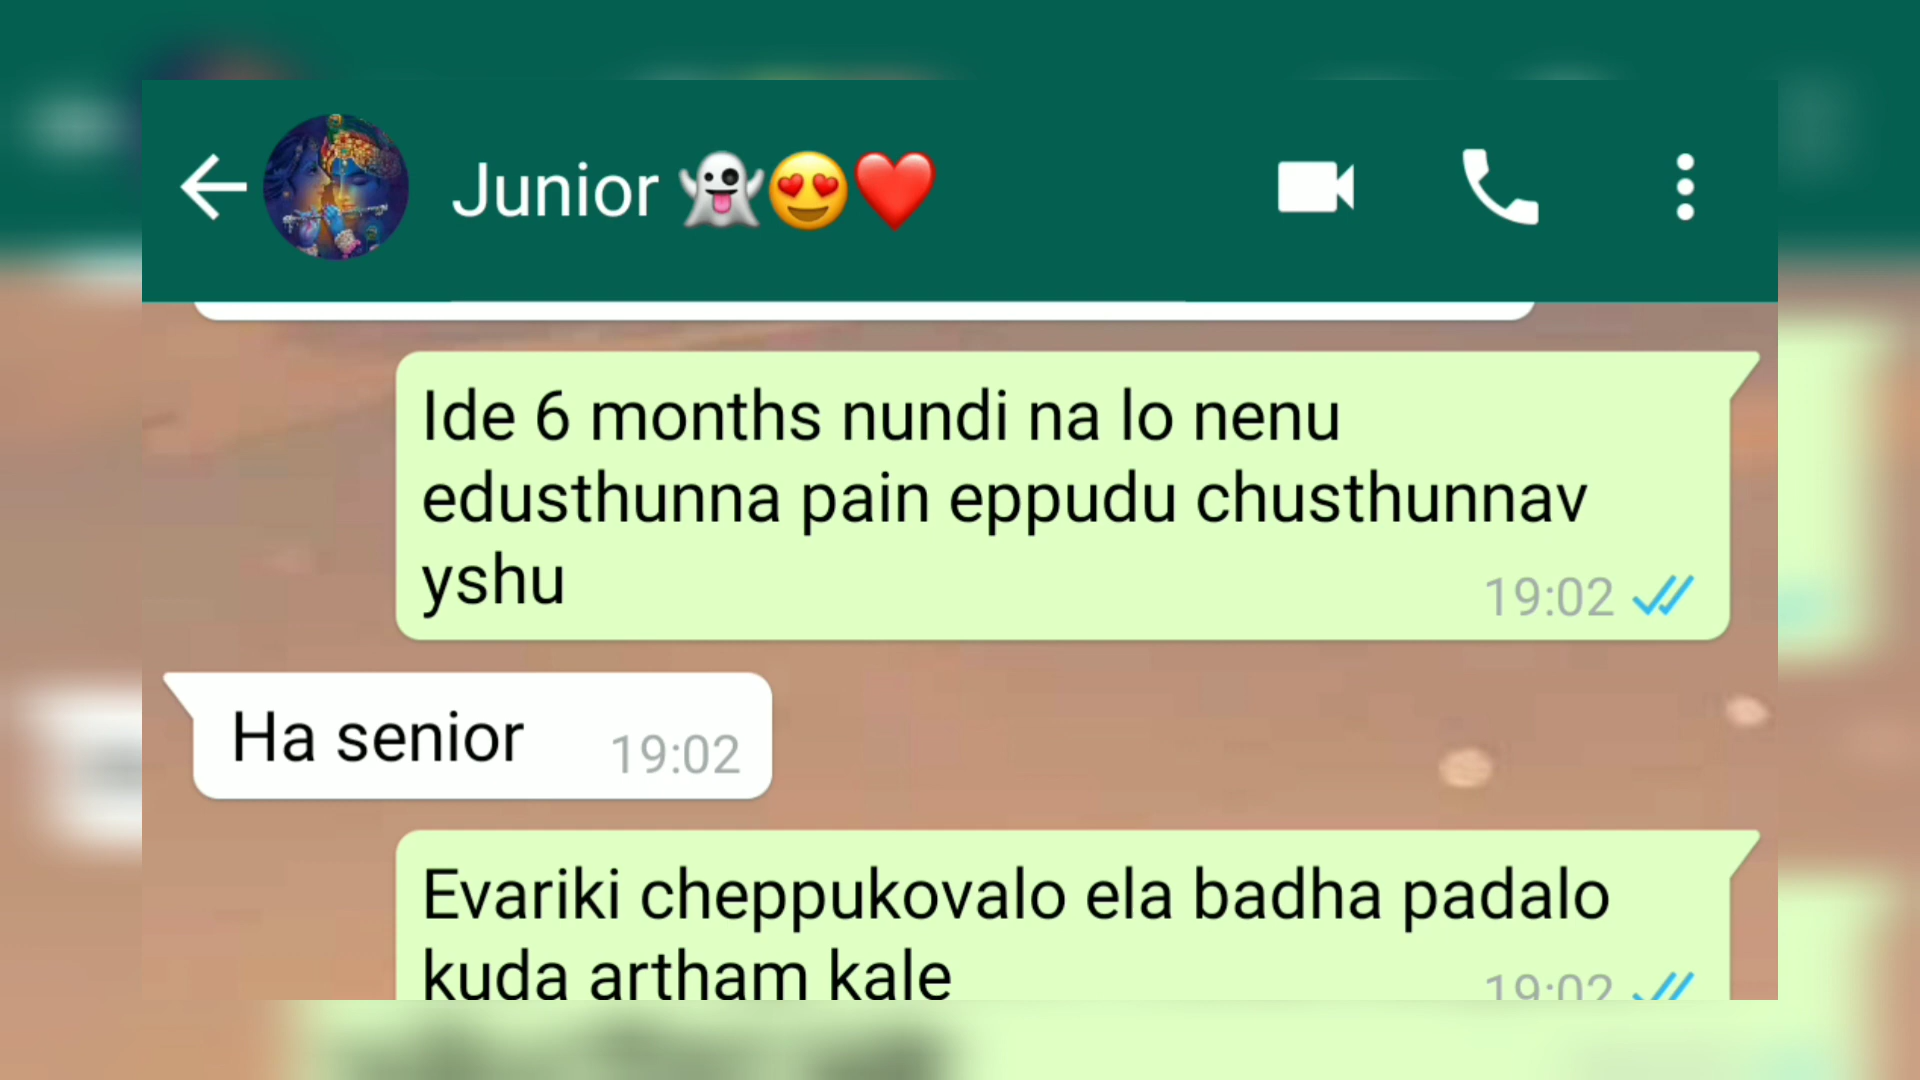 Junior 👻😍❤️
Ide 6 months nundi na lo nenu
edusthunna pain eppudu chusthunnav
yshu
19:02
Ha senior
19:02
Evariki cheppukovalo ela badha padalo
kuda artham kale
19:02